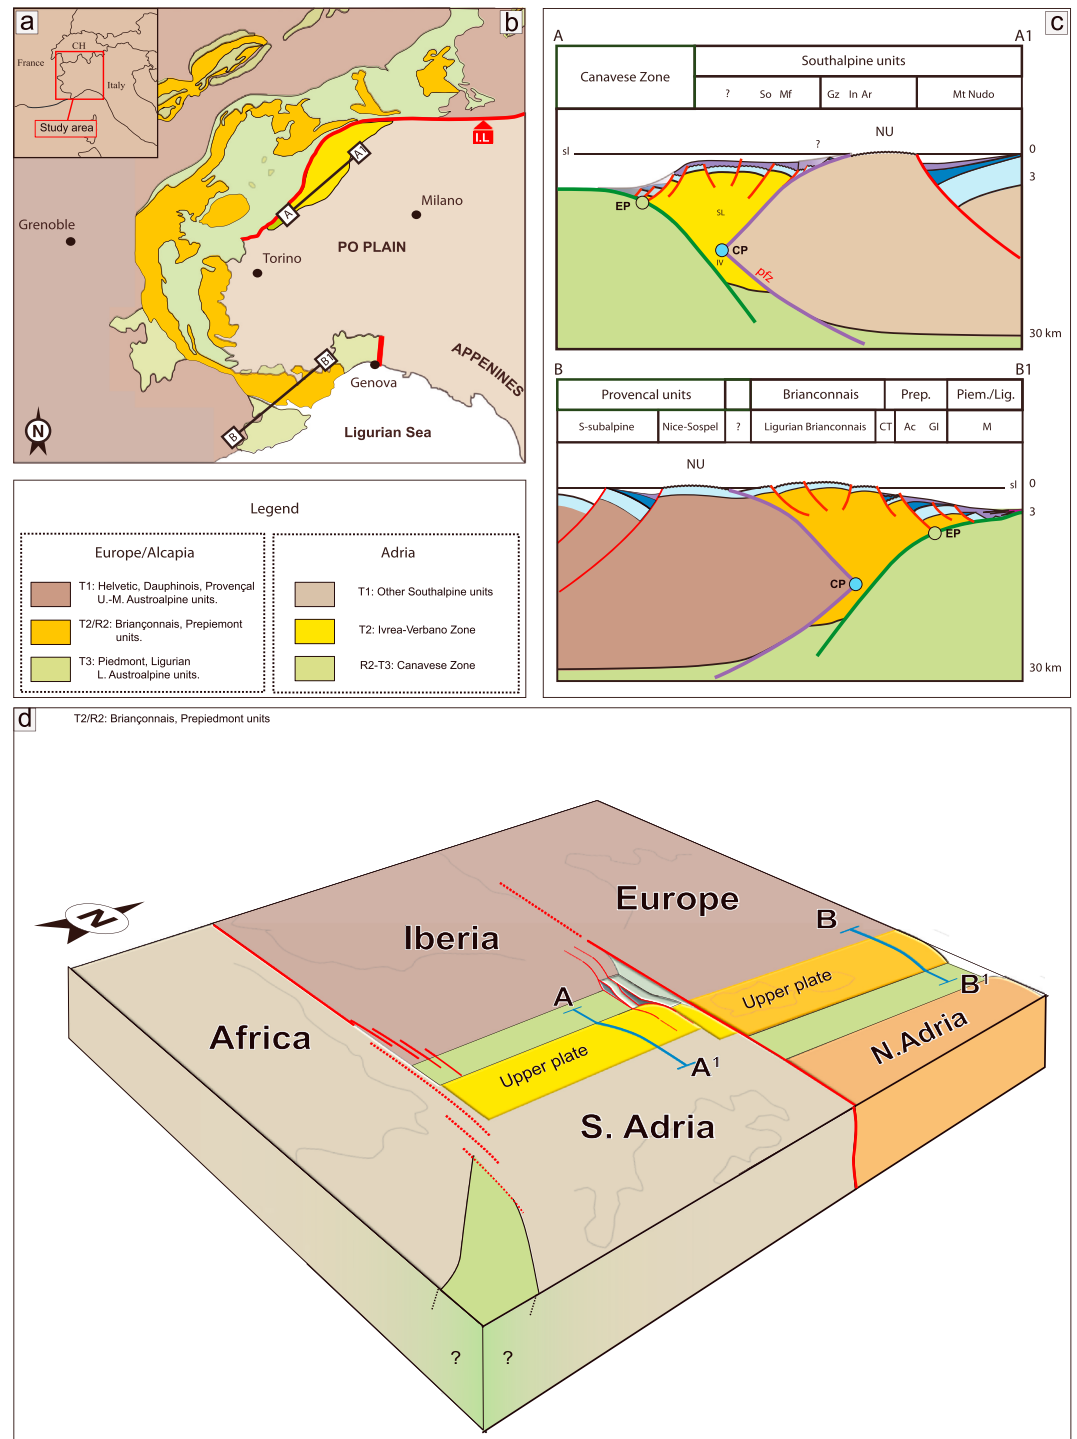 a
CH
France
Italy
Study area
b
I.L
A1
A
Grenoble
Milano
PO PLAIN
Torino
APPENINES
B1
Genova
B
Ligurian Sea
N
Legend
Europe/Alcapia
T1: Helvetic, Dauphinois, Provençal
U.-M. Austroalpine units.
T2/R2: Briançonnais, Prepiemont
units.
T3: Piedmont, Ligurian
L. Austroalpine units.
Adria
T1: Other Southalpine units
T2: Ivrea-Verbano Zone
R2-T3: Canavese Zone
c
A
A1
Canavese Zone
Southalpine units
? So Mf
Gz In Ar
Mt Nudo
NU
?
sl
0
3
EP
SL
CP
IV
pfz
30 km
B
B1
Provencal units
Brianconnais
Prep.
Piem./Lig.
S-subalpine
Nice-Sospel
?
Ligurian Brianconnais
CT
Ac Gl
M
NU
sl
0
3
EP
CP
30 km
d
T2/R2: Briançonnais, Prepiedmont units
N
Europe
Iberia
B
B1
Upper plate
A
Africa
N.Adria
Upper plate
A1
S. Adria
?
?